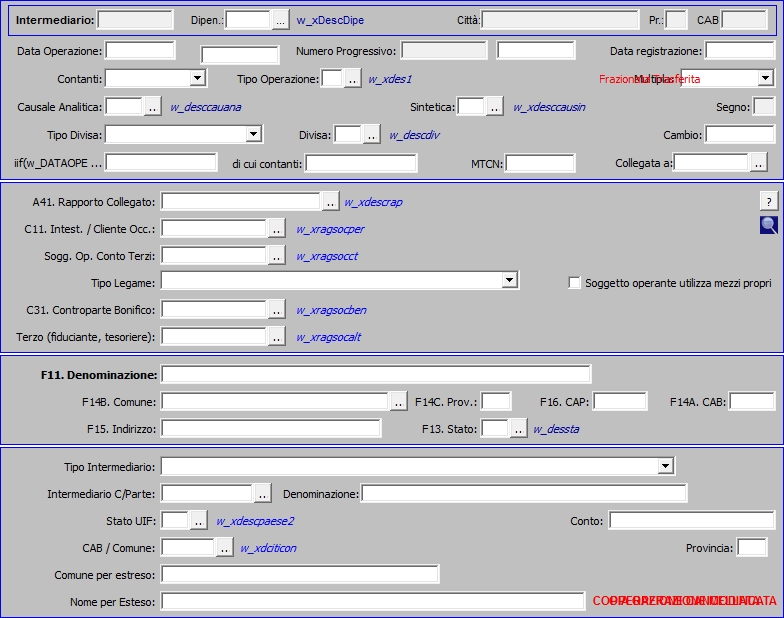 Intermediario: Dipen.: ... w_xDescDipe Città: Pr.: CAB
Data Operazione: Numero Progressivo: Data registrazione:
Contanti: Tipo Operazione: .. w_xdes1
Causale Analitica: .. w_desccauana Sintetica: .. w_xdesccausin Segno:
Tipo Divisa: Divisa: .. w_descdiv Cambio:
iif(w_DATAOPE ... di cui contanti: MTCN: Collegata a: ..
A41. Rapporto Collegato: .. w_xdescrap ?
C11. Intest. / Cliente Occ.: .. w_xragsocper
Sogg. Op. Conto Terzi: .. w_xragsocct
Tipo Legame: Soggetto operante utilizza mezzi propri
C31. Controparte Bonifico: .. w_xragsocben
Terzo (fiduciante, tesoriere): .. w_xragsocalt
F11. Denominazione:
F14B. Comune: .. F14C. Prov.: F16. CAP: F14A. CAB:
F15. Indirizzo: F13. Stato: .. w_dessta
Tipo Intermediario:
Intermediario C/Parte: .. Denominazione:
Stato UIF: .. w_xdescpaese2 Conto:
CAB / Comune: .. w_xdciticon Provincia:
Comune per estreso:
Nome per Esteso: